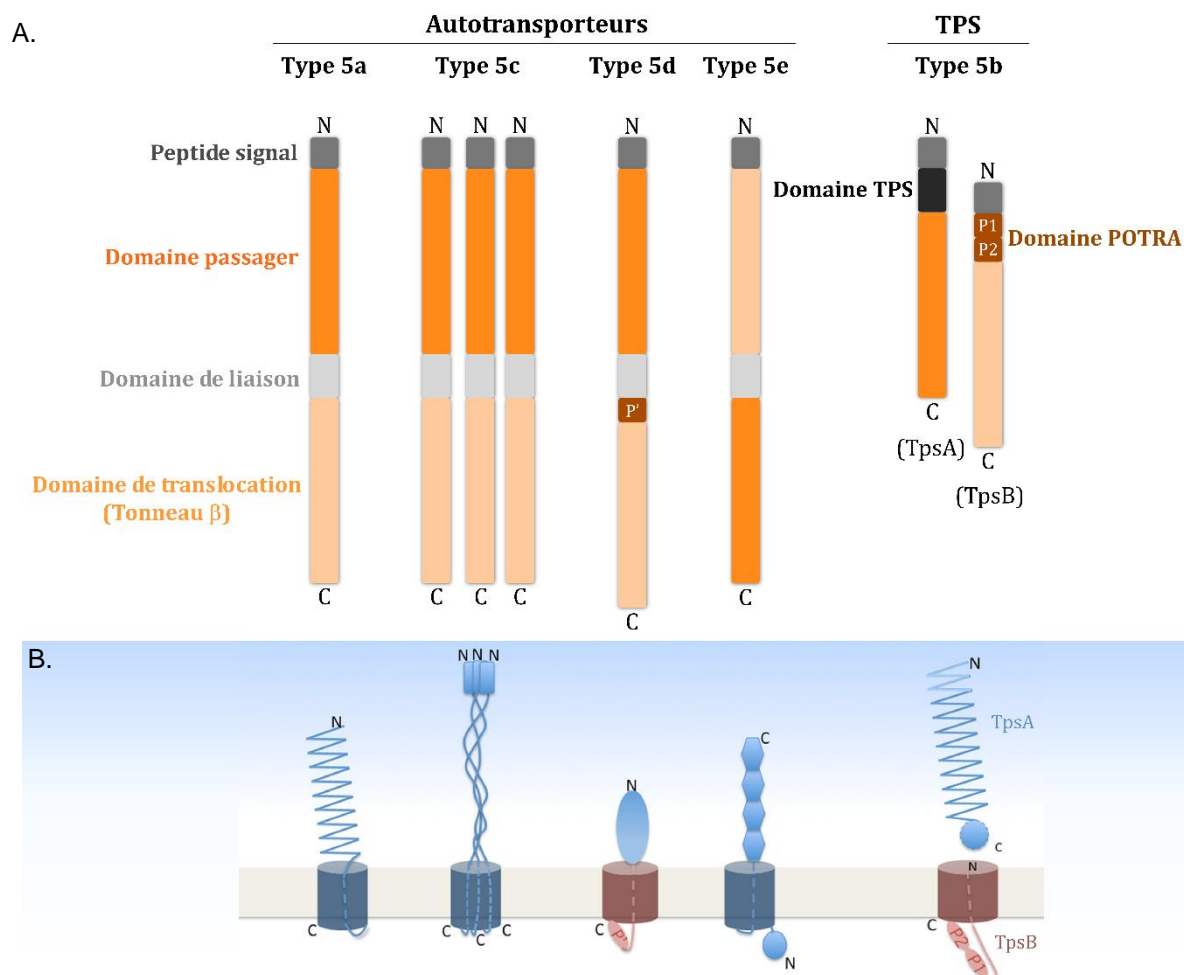 A.
Autotransporteurs
TPS
Type 5a
Type 5c
Type 5d
Type 5e
Type 5b
N
N
N
N
N
N
N
N
Peptide signal
Domaine TPS
P1
P2
Domaine POTRA
Domaine passager
Domaine de liaison
P'
C
(TpsA)
C
(TpsB)
Domaine de translocation
(Tonneau β)
C
C
C
C
C
C
B.
N
N N N
N
C
N
TpsA
C
N
C
C
C
C
C
P'
N
C
P2
P1
TpsB